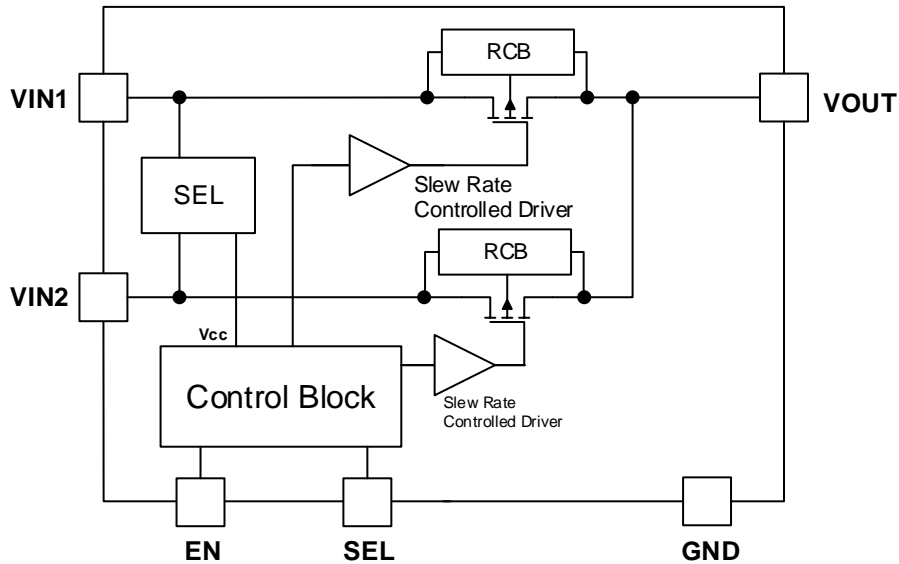 RCB
VIN1
VOUT
SEL
Slew Rate
Controlled Driver
RCB
VIN2
Vcc
Control Block
Slew Rate
Controlled Driver
EN
SEL
GND